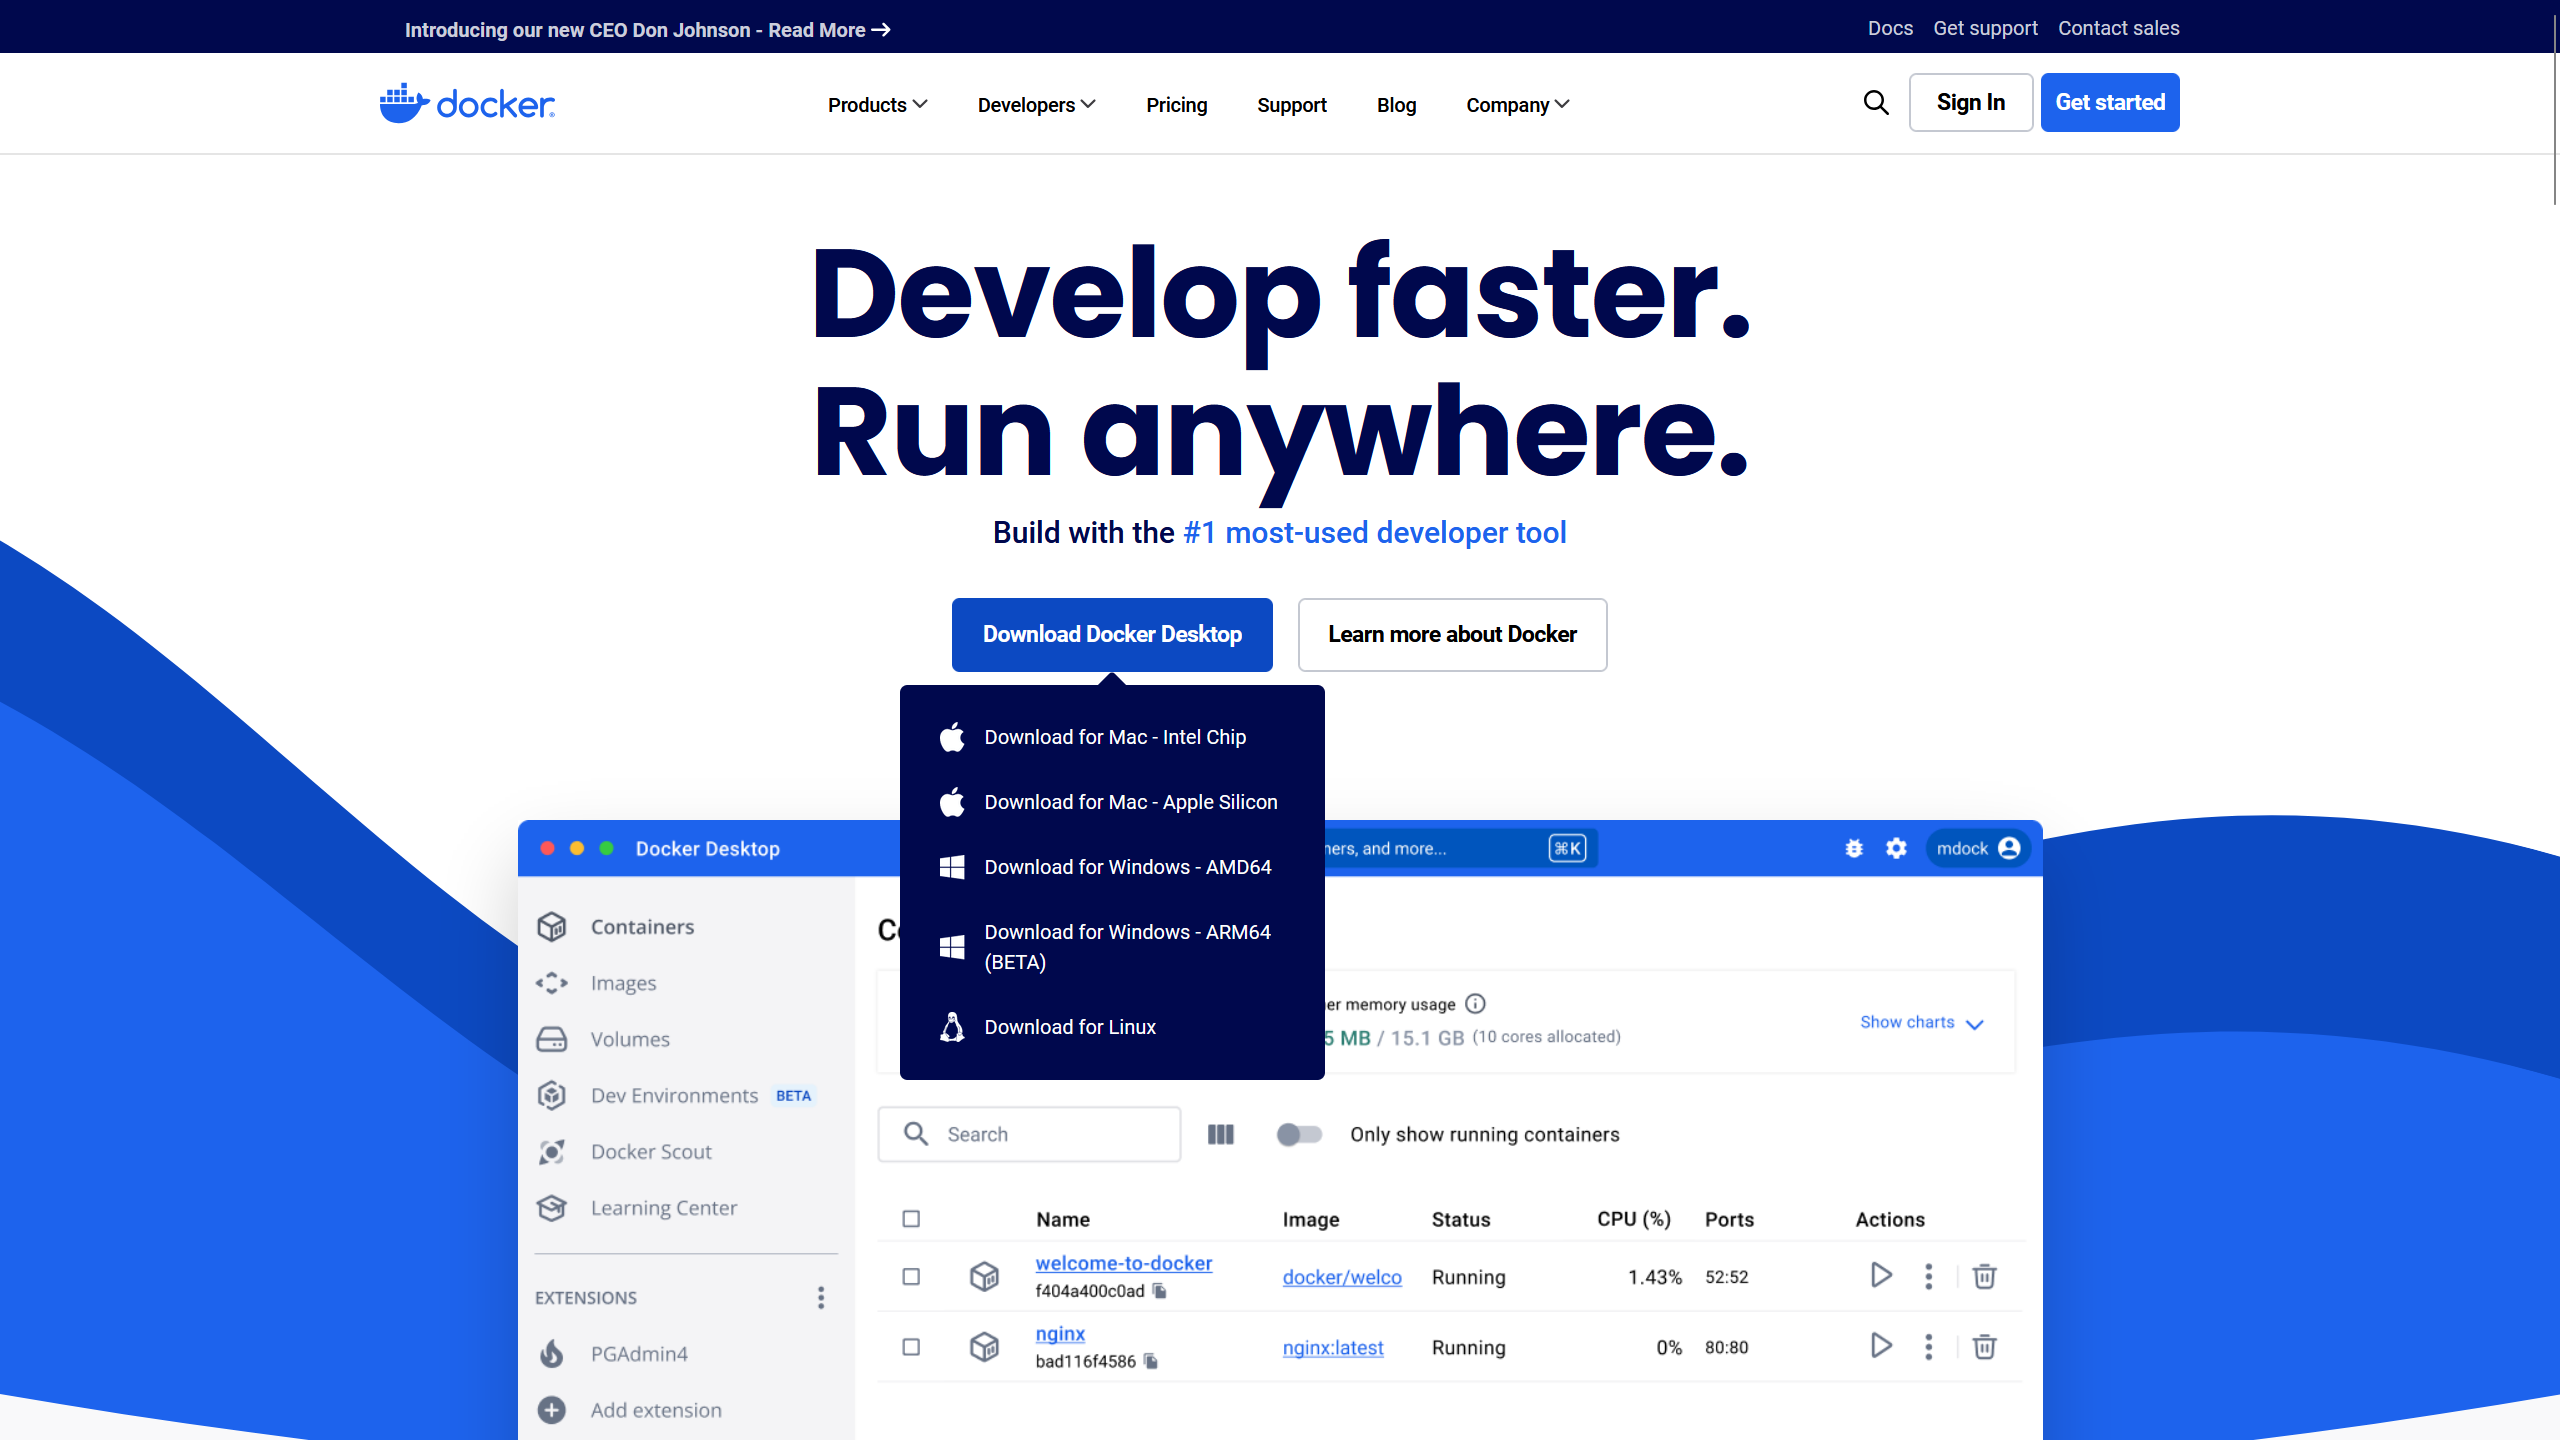 Introducing our new CEO Don Johnson - Read More →
Docs Get support Contact sales
docker
Products Developers Pricing Support Blog Company
Sign In Get started
Develop faster.
Run anywhere.
Build with the #1 most-used developer tool
Download Docker Desktop Learn more about Docker
Download for Mac - Intel Chip
Download for Mac - Apple Silicon
Download for Windows - AMD64
Download for Windows - ARM64
(BETA)
Download for Linux
Docker Desktop
and more... ⌘K
mdock
Containers
Images
Volumes
Dev Environments BETA
Docker Scout
Learning Center
EXTENSIONS
PGAdmin4
Add extension
memory usage
MB / 15.1 GB (10 cores allocated)
Show charts
Search
Only show running containers
Name Image Status CPU (%) Ports Actions
welcome-to-docker docker/welco Running 1.43% 52:52
f404a400c0ad
nginx nginx:latest Running 0% 80:80
bad116f4586